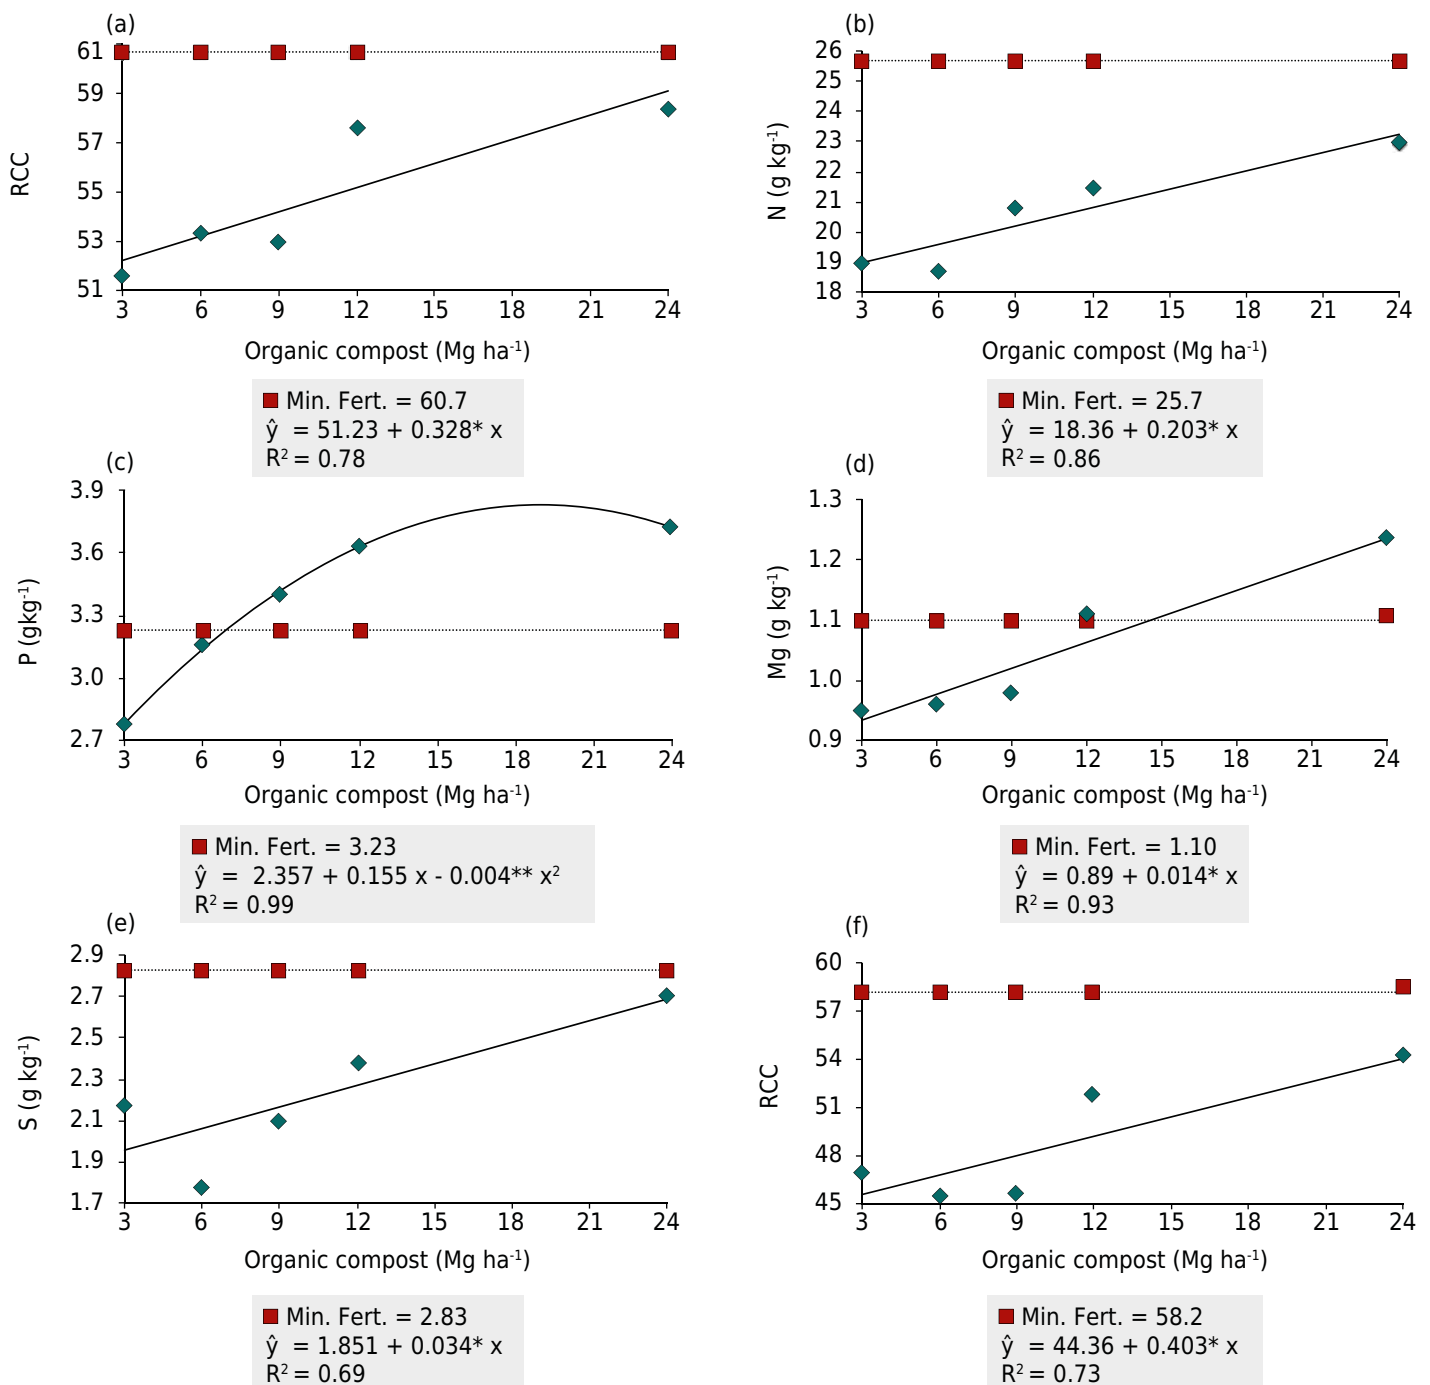 (a)
61
59
57
55
53
51
RCC
3 6 9 12 15 18 21 24
Organic compost (Mg ha⁻¹)
Min. Fert. = 60.7
ŷ = 51.23 + 0.328* x
R² = 0.78
(b)
26
25
24
23
22
21
20
19
18
N (g kg⁻¹)
3 6 9 12 15 18 21 24
Organic compost (Mg ha⁻¹)
Min. Fert. = 25.7
ŷ = 18.36 + 0.203* x
R² = 0.86
(c)
3.9
3.6
3.3
3.0
2.7
P (gkg⁻¹)
3 6 9 12 15 18 21 24
Organic compost (Mg ha⁻¹)
Min. Fert. = 3.23
ŷ = 2.357 + 0.155 x - 0.004** x²
R² = 0.99
(d)
1.3
1.2
1.1
1.0
0.9
Mg (g kg⁻¹)
3 6 9 12 15 18 21 24
Organic compost (Mg ha⁻¹)
Min. Fert. = 1.10
ŷ = 0.89 + 0.014* x
R² = 0.93
(e)
2.9
2.7
2.5
2.3
2.1
1.9
1.7
S (g kg⁻¹)
3 6 9 12 15 18 21 24
Organic compost (Mg ha⁻¹)
Min. Fert. = 2.83
ŷ = 1.851 + 0.034* x
R² = 0.69
(f)
60
57
54
51
48
45
RCC
3 6 9 12 15 18 21 24
Organic compost (Mg ha⁻¹)
Min. Fert. = 58.2
ŷ = 44.36 + 0.403* x
R² = 0.73